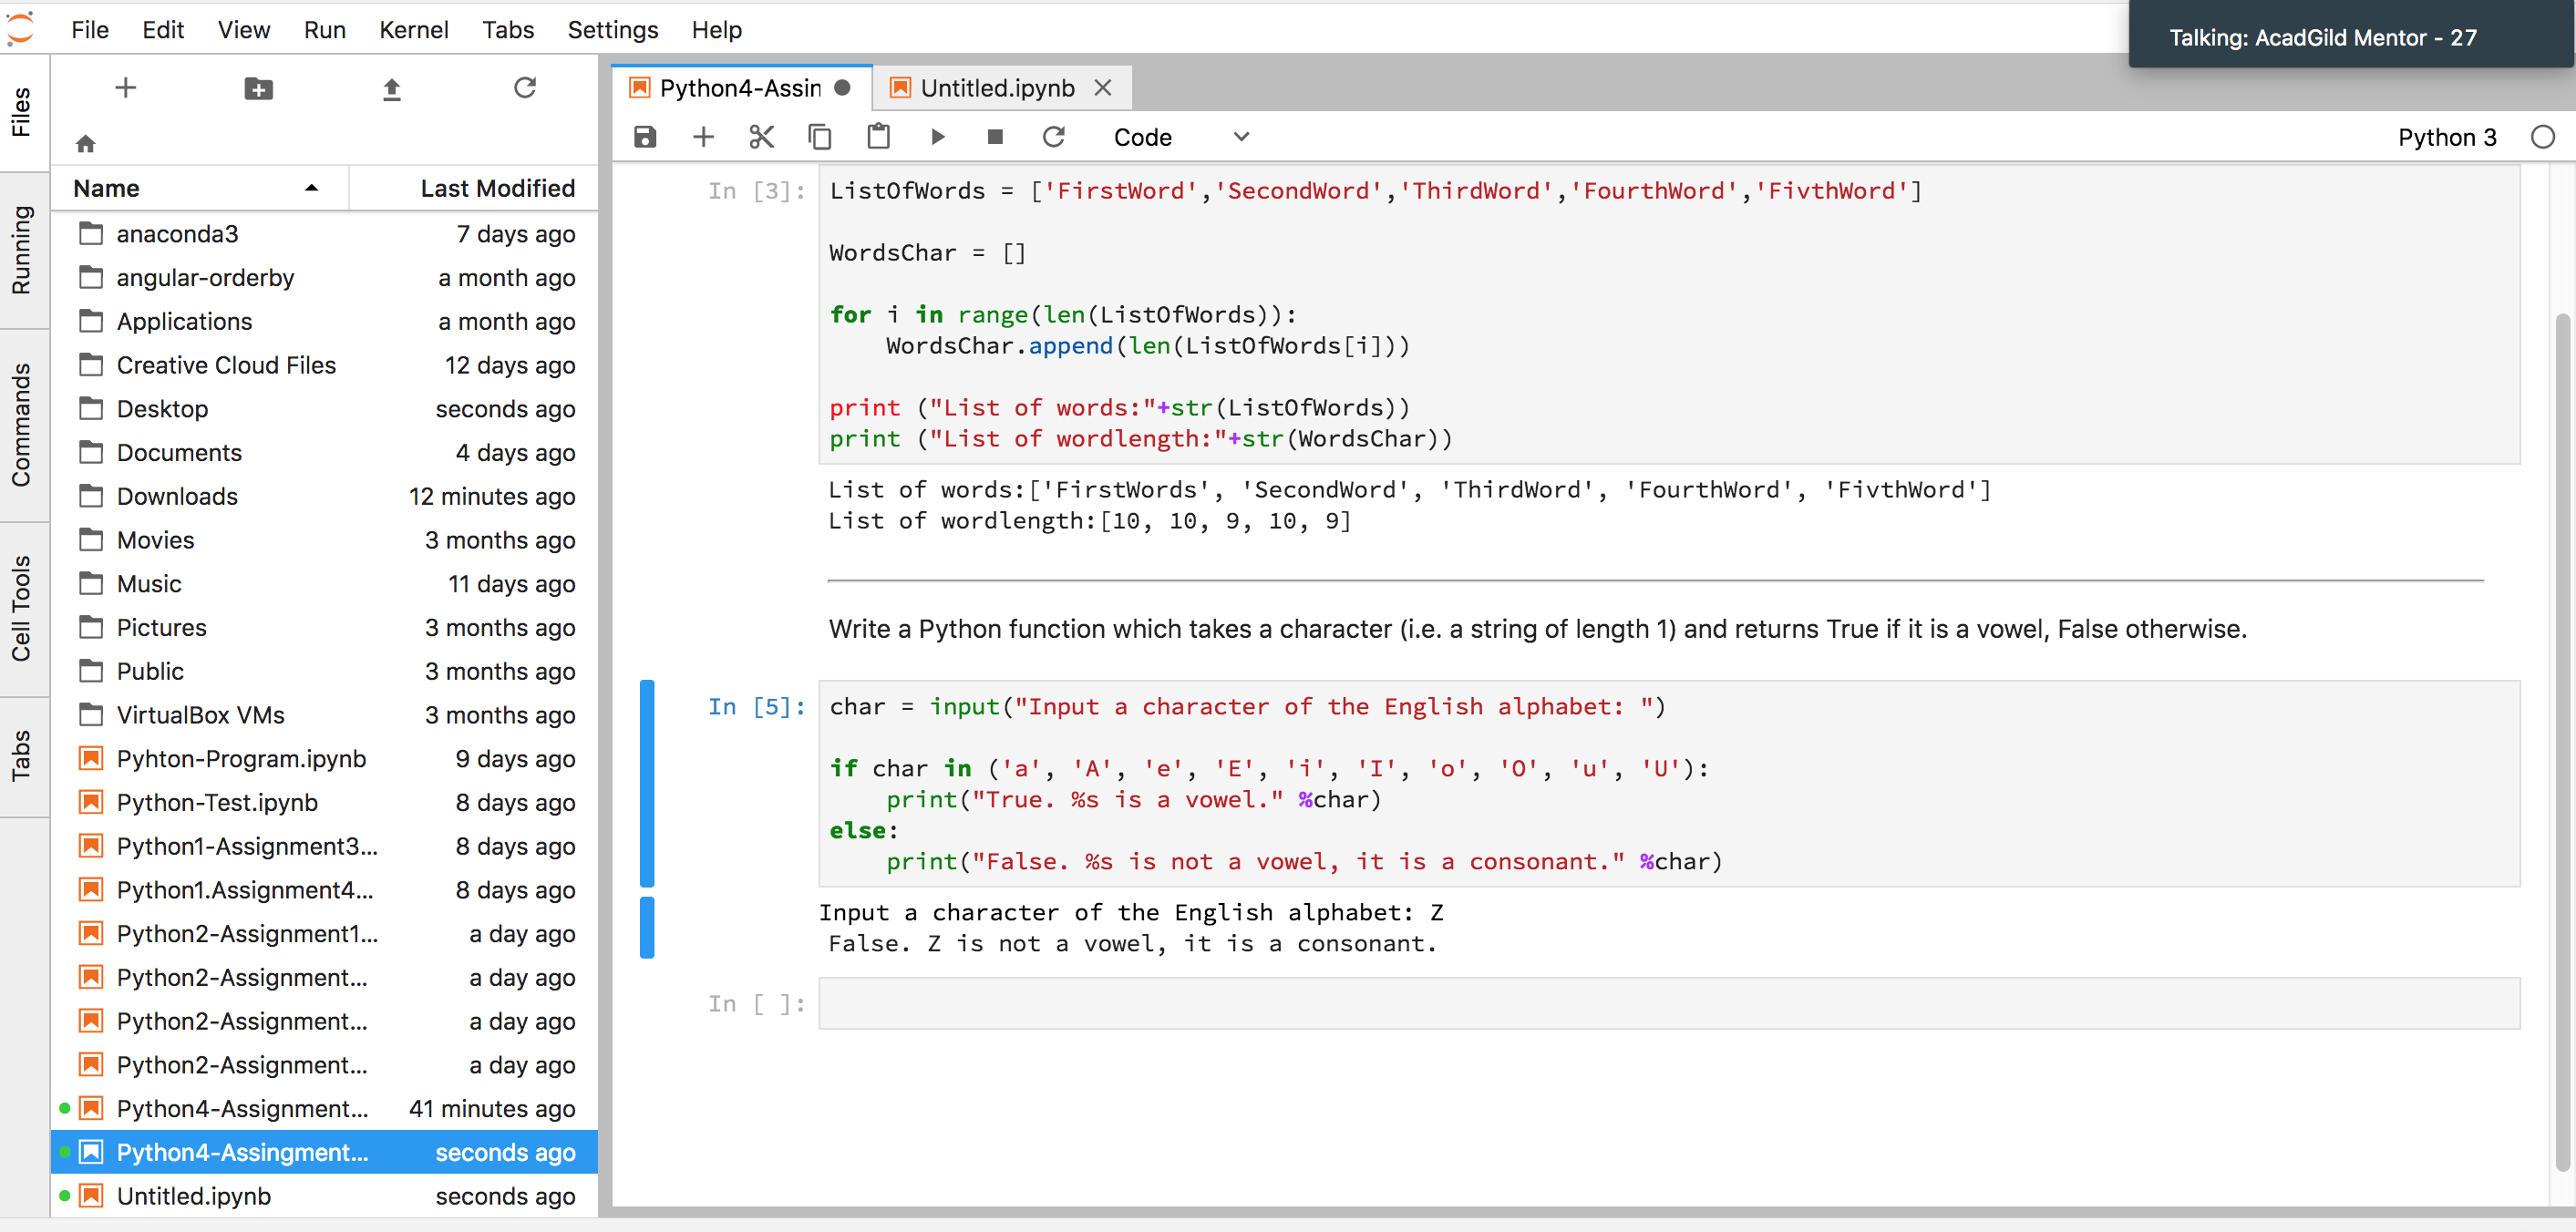 File Edit View Run Kernel Tabs Settings Help
Talking: AcadGild Mentor - 27
Files
Running
Commands
Cell Tools
Tabs
Name Last Modified
anaconda3 7 days ago
angular-orderby a month ago
Applications a month ago
Creative Cloud Files 12 days ago
Desktop seconds ago
Documents 4 days ago
Downloads 12 minutes ago
Movies 3 months ago
Music 11 days ago
Pictures 3 months ago
Public 3 months ago
VirtualBox VMs 3 months ago
Pyhton-Program.ipynb 9 days ago
Python-Test.ipynb 8 days ago
Python1-Assignment3... 8 days ago
Python1.Assignment4... 8 days ago
Python2-Assignment1... a day ago
Python2-Assignment... a day ago
Python2-Assignment... a day ago
Python2-Assignment... a day ago
Python4-Assignment... 41 minutes ago
Python4-Assingment... seconds ago
Untitled.ipynb seconds ago
Python4-Assin Untitled.ipynb
Code Python 3
In [3]: ListOfWords = ['FirstWord','SecondWord','ThirdWord','FourthWord','FivthWord']
WordsChar = []
for i in range(len(ListOfWords)):
    WordsChar.append(len(ListOfWords[i]))
print ("List of words:"+str(ListOfWords))
print ("List of wordlength:"+str(WordsChar))
List of words:['FirstWords', 'SecondWord', 'ThirdWord', 'FourthWord', 'FivthWord']
List of wordlength:[10, 10, 9, 10, 9]
Write a Python function which takes a character (i.e. a string of length 1) and returns True if it is a vowel, False otherwise.
In [5]: char = input("Input a character of the English alphabet: ")
if char in ('a', 'A', 'e', 'E', 'i', 'I', 'o', 'O', 'u', 'U'):
    print("True. %s is a vowel." %char)
else:
    print("False. %s is not a vowel, it is a consonant." %char)
Input a character of the English alphabet: Z
False. Z is not a vowel, it is a consonant.
In [ ]: